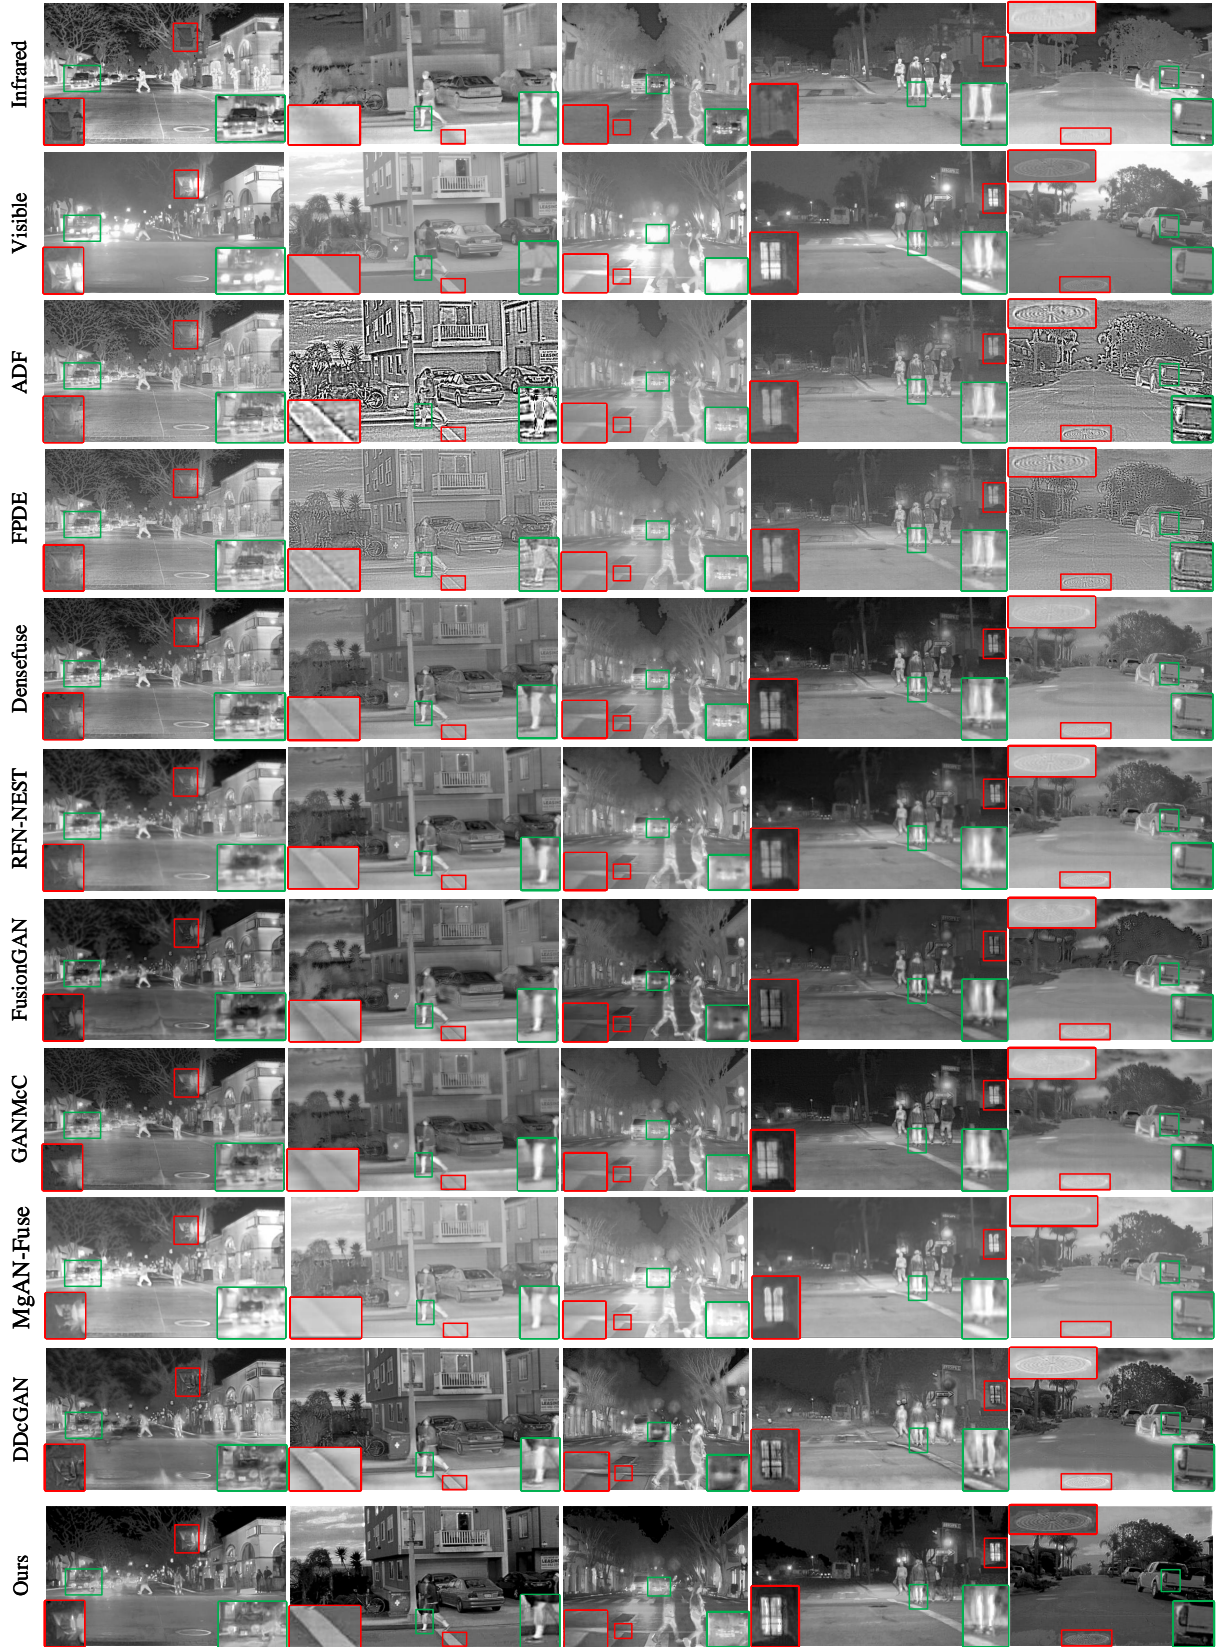 Infrared
Visible
ADF
FPDE
Densefuse
RFN-NEST
FusionGAN
GANMcC
MgAN-Fuse
DDcGAN
Ours